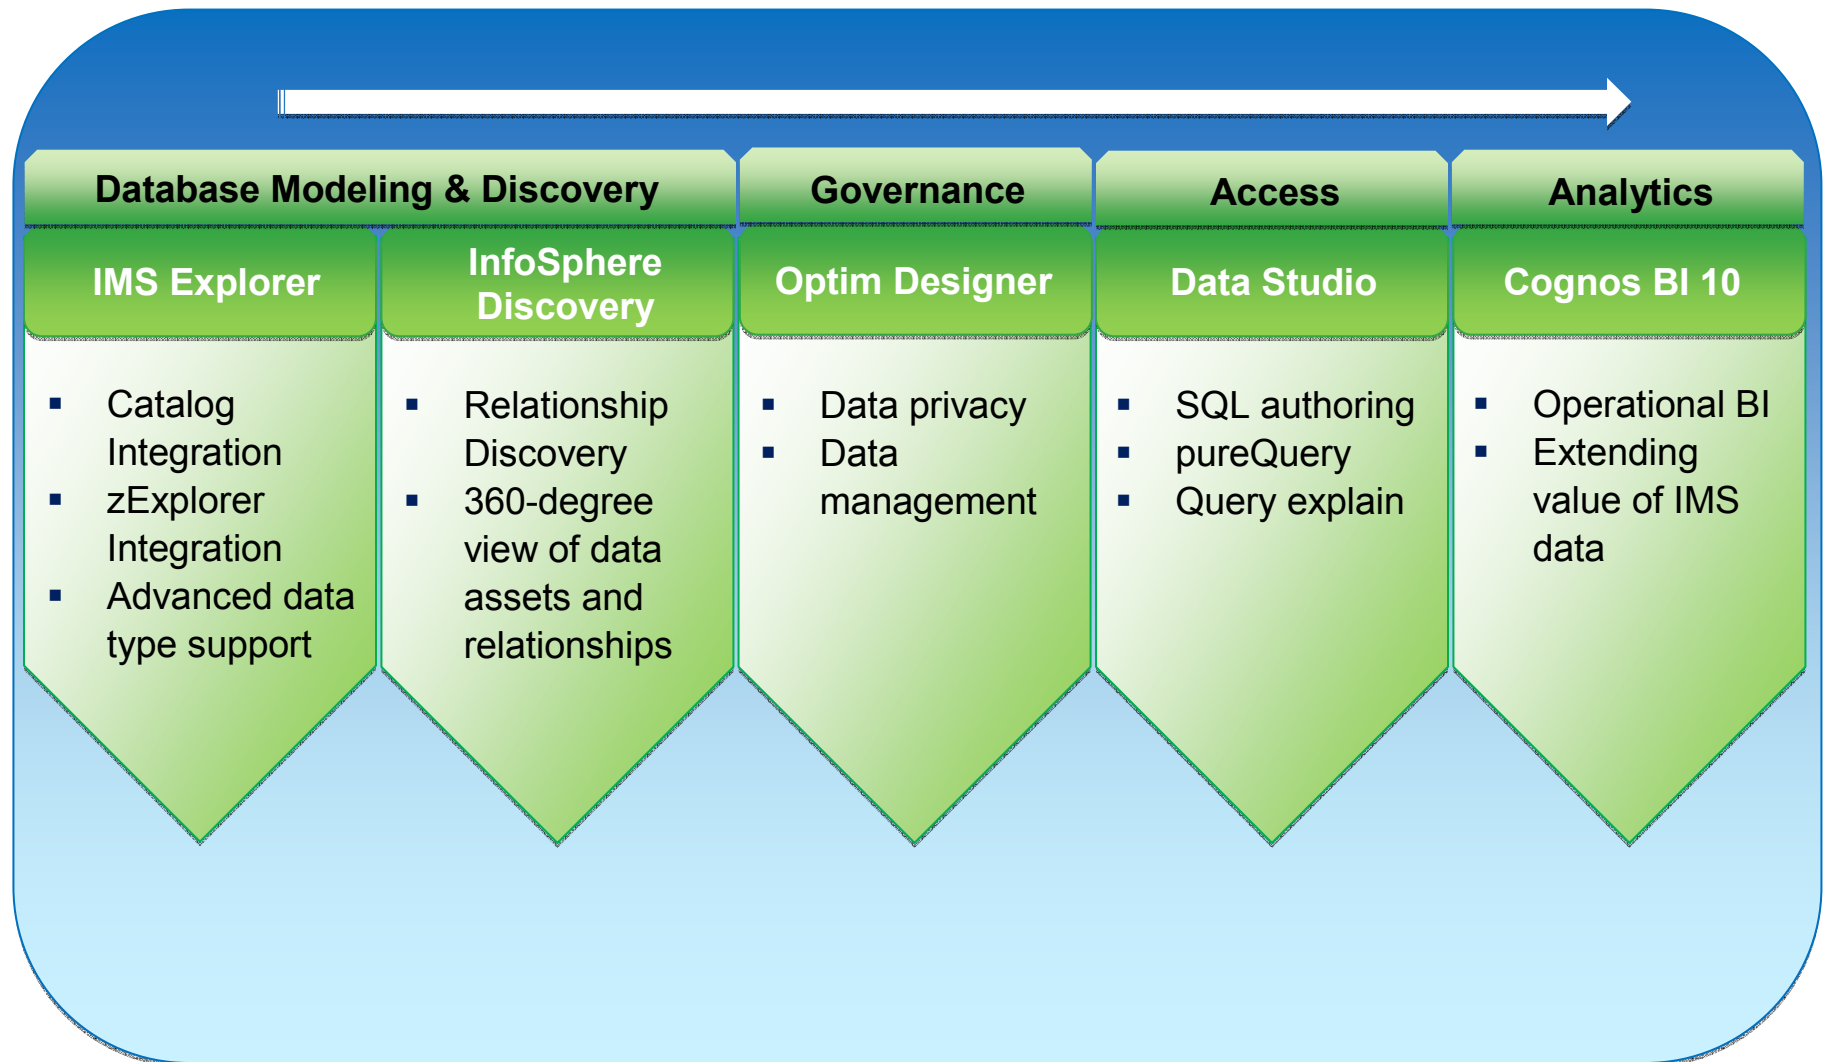 Database Modeling & Discovery
Governance
Access
Analytics
IMS Explorer
InfoSphere
Discovery
Optim Designer
Data Studio
Cognos BI 10
▪ Catalog
Integration
▪ zExplorer
Integration
▪ Advanced data
type support
▪ Relationship
Discovery
▪ 360-degree
view of data
assets and
relationships
▪ Data privacy
▪ Data
management
▪ SQL authoring
▪ pureQuery
▪ Query explain
▪ Operational BI
▪ Extending
value of IMS
data